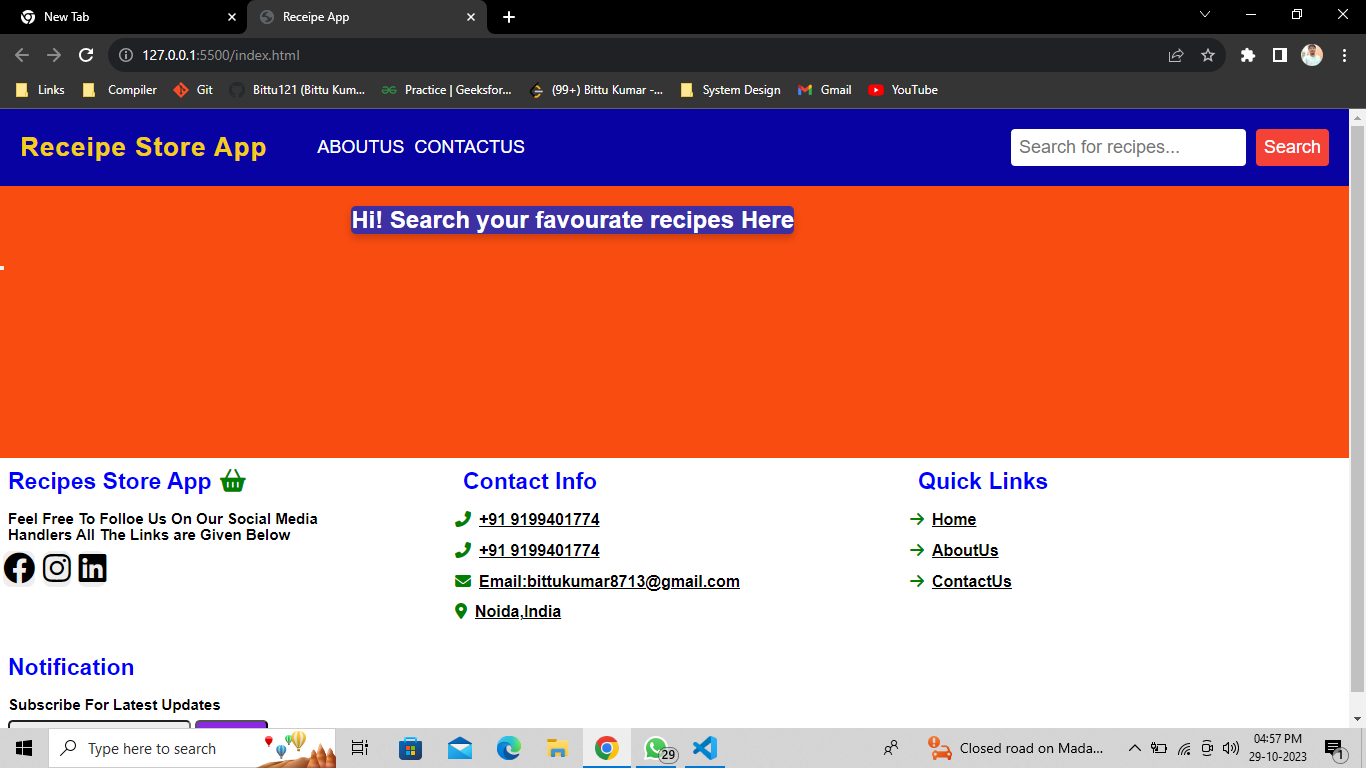 New Tab
Receipe App
127.0.0.1:5500/index.html
Links
Compiler
Git
Bittu121 (Bittu Kum...
Practice | Geeksfor...
(99+) Bittu Kumar -...
System Design
Gmail
YouTube
Receipe Store App
ABOUTUS CONTACTUS
Search for recipes...
Search
Hi! Search your favourate recipes Here
Recipes Store App
Feel Free To Folloe Us On Our Social Media
Handlers All The Links are Given Below
Contact Info
+91 9199401774
+91 9199401774
Email:bittukumar8713@gmail.com
Noida,India
Quick Links
Home
AboutUs
ContactUs
Notification
Subscribe For Latest Updates
Type here to search
29
Closed road on Mada...
04:57 PM
29-10-2023
1